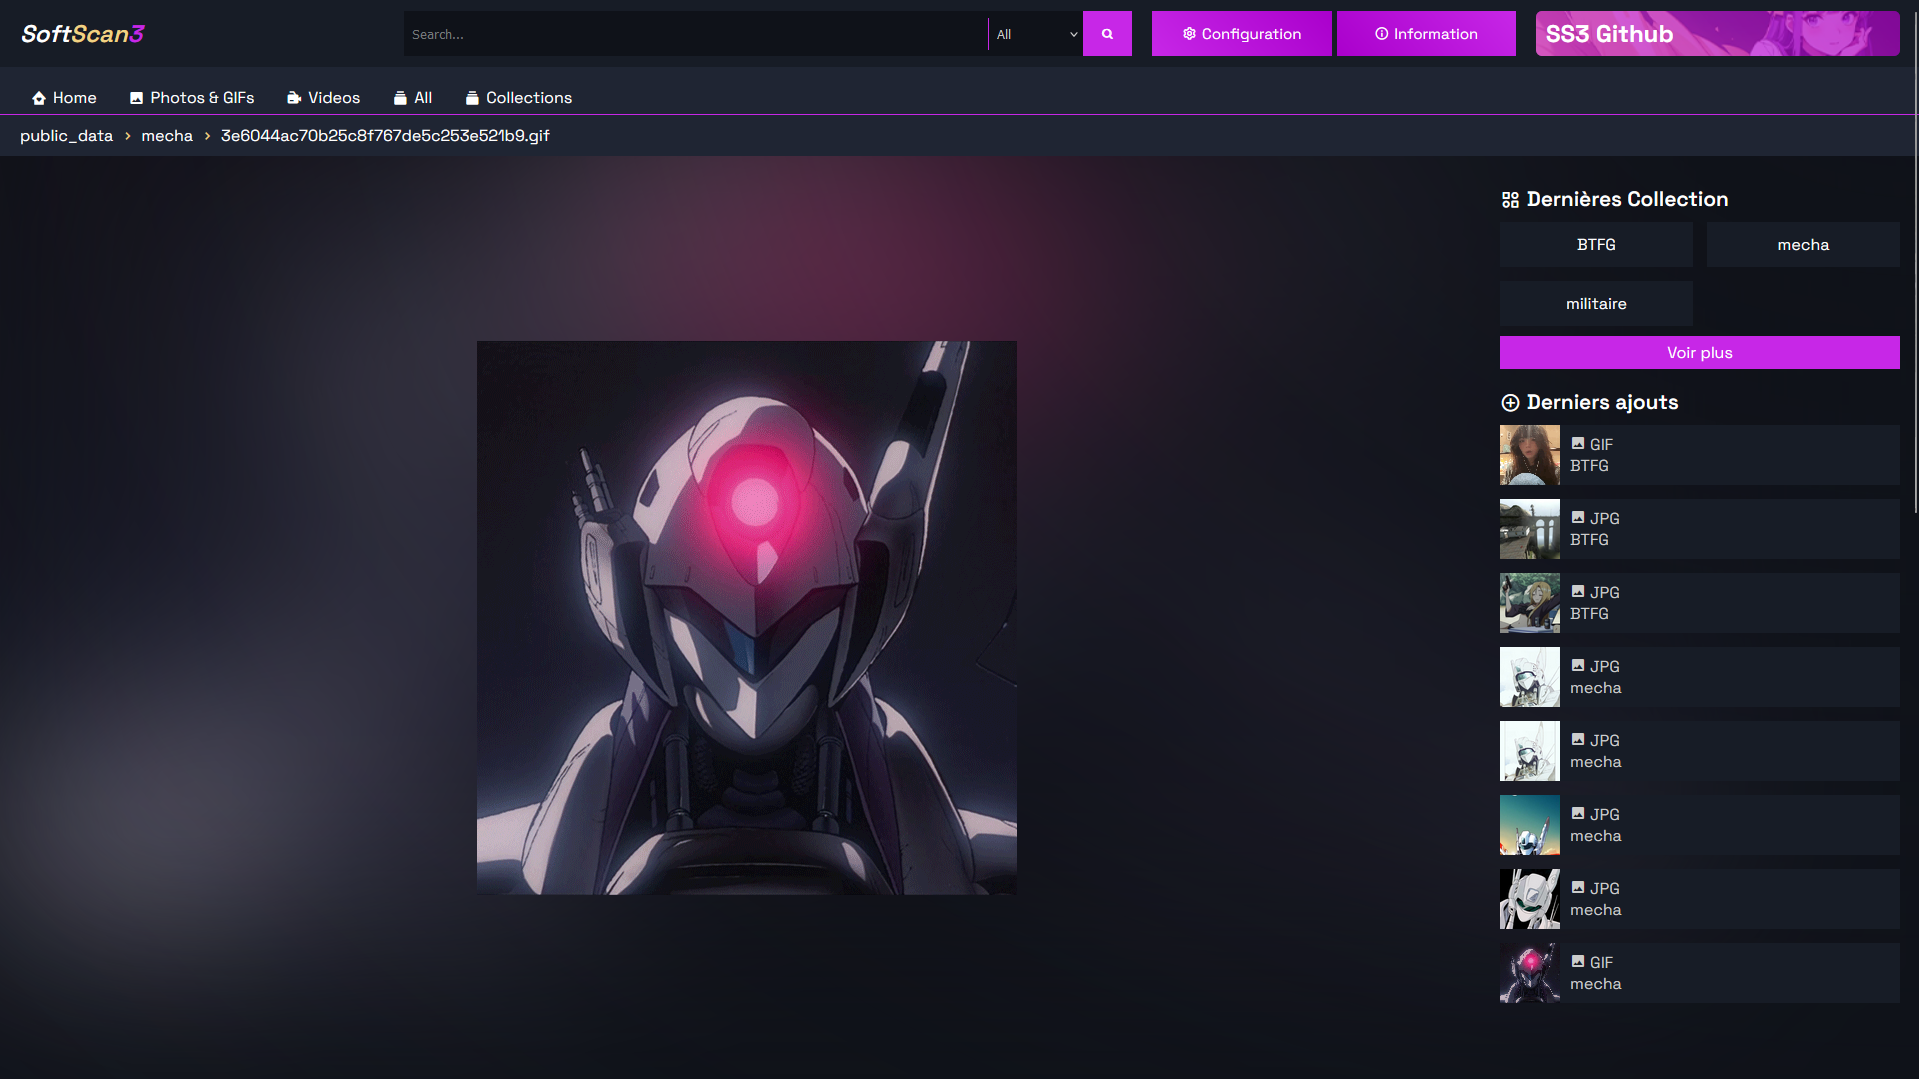 SoftScan3
Search...
All
Configuration
Information
SS3 Github
Home
Photos & GIFs
Videos
All
Collections
public_data > mecha > 3e6044ac70b25c8f767de5c253e521b9.gif
Dernières Collection
BTFG
mecha
militaire
Voir plus
Derniers ajouts
GIF
BTFG
JPG
BTFG
JPG
BTFG
JPG
mecha
JPG
mecha
JPG
mecha
JPG
mecha
GIF
mecha